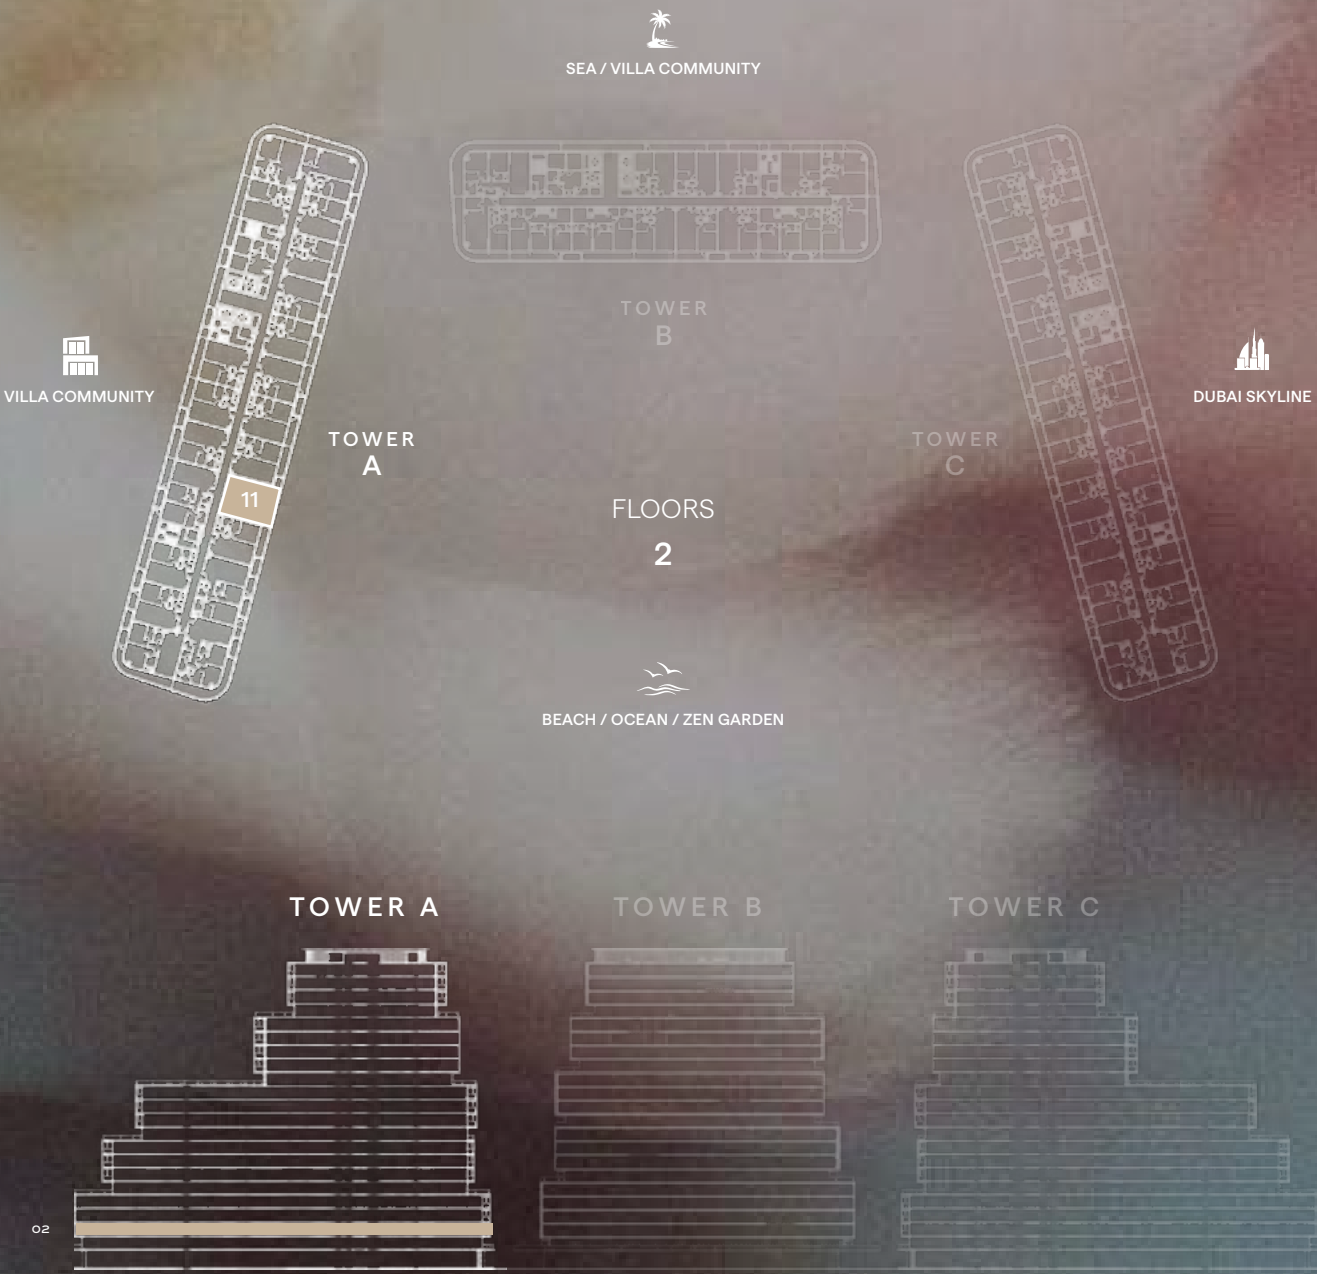 SEA / VILLA COMMUNITY
TOWER
B
VILLA COMMUNITY
DUBAI SKYLINE
TOWER
A
TOWER
C
11
FLOORS
2
BEACH / OCEAN / ZEN GARDEN
TOWER A
TOWER B
TOWER C
02